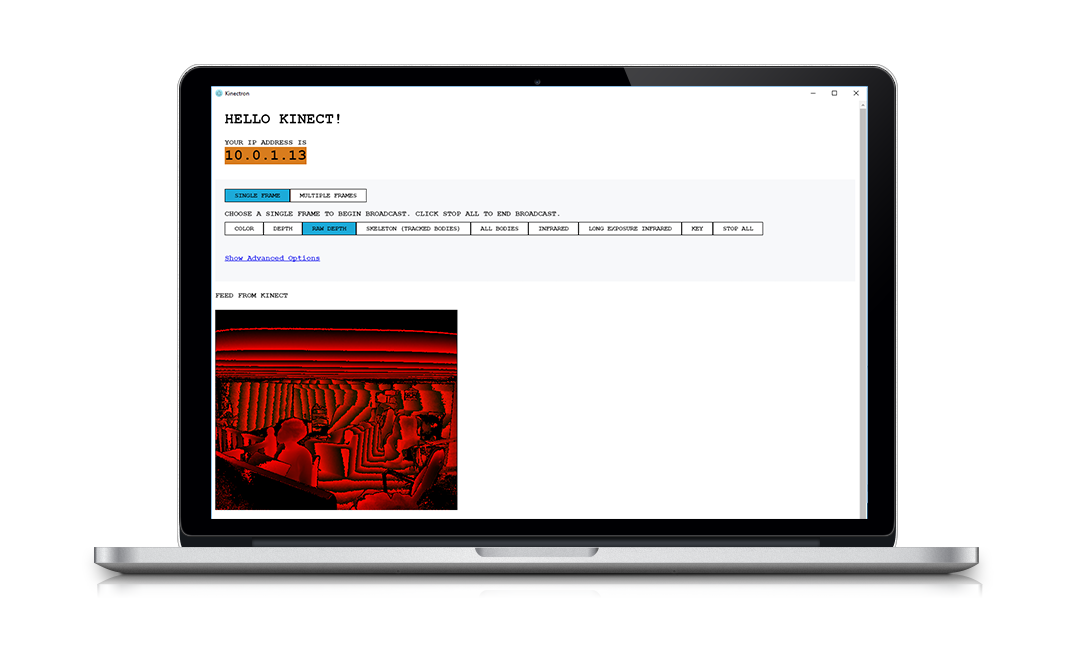 Kinectron
HELLO KINECT!
YOUR IP ADDRESS IS
10.0.1.13
SINGLE FRAME MULTIPLE FRAMES
CHOOSE A SINGLE FRAME TO BEGIN BROADCAST. CLICK STOP ALL TO END BROADCAST.
COLOR DEPTH RAW DEPTH SKELETON (TRACKED BODIES) ALL BODIES INFRARED LONG EXPOSURE INFRARED KEY STOP ALL
Show Advanced Options
FEED FROM KINECT